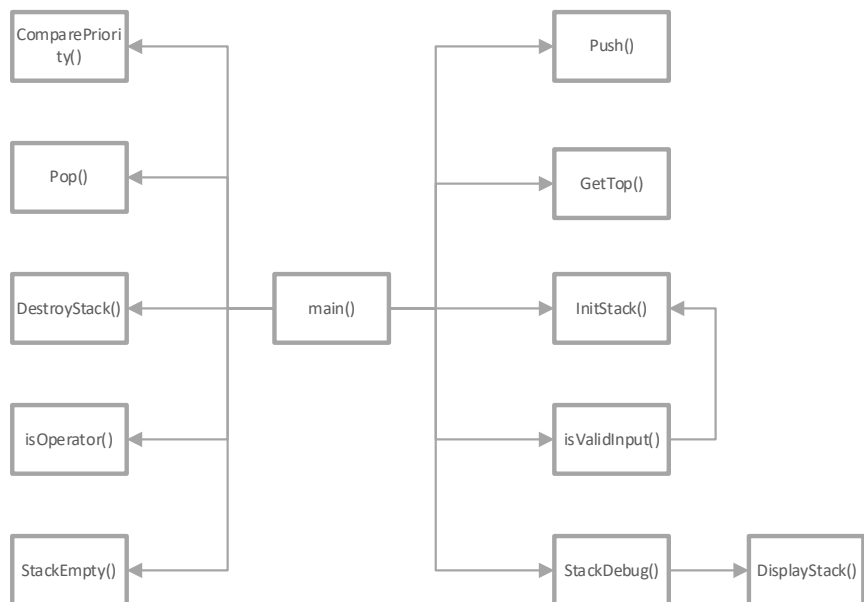 ComparePriori
ty()
Push()
Pop()
GetTop()
DestroyStack()
main()
InitStack()
isOperator()
isValidInput()
StackEmpty()
StackDebug()
DisplayStack()